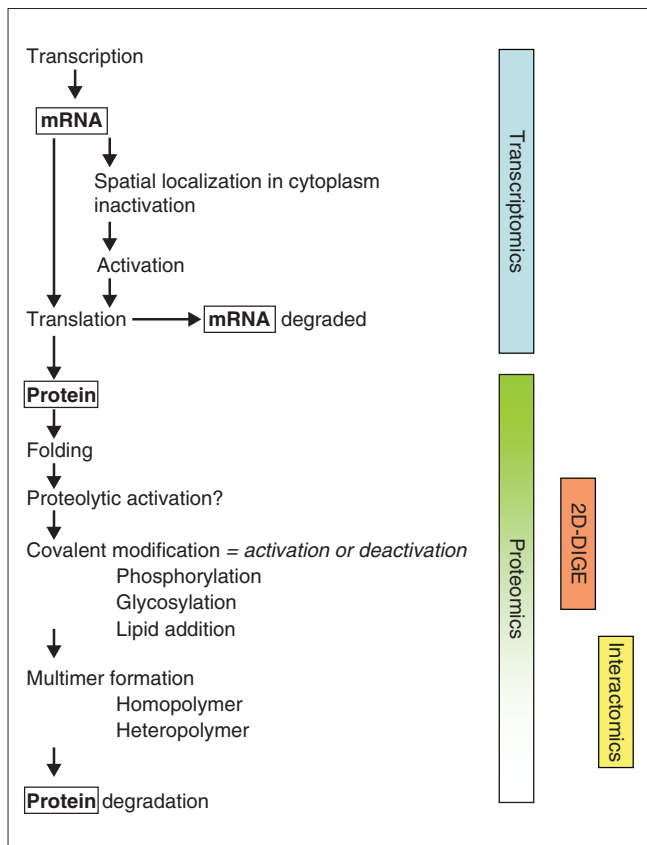 Transcription
mRNA
Spatial localization in cytoplasm
inactivation
Activation
Translation
mRNA degraded
Protein
Folding
Proteolytic activation?
Covalent modification = activation or deactivation
Phosphorylation
Glycosylation
Lipid addition
Multimer formation
Homopolymer
Heteropolymer
Protein degradation
Transcriptomics
Proteomics
2D-DIGE
Interactomics